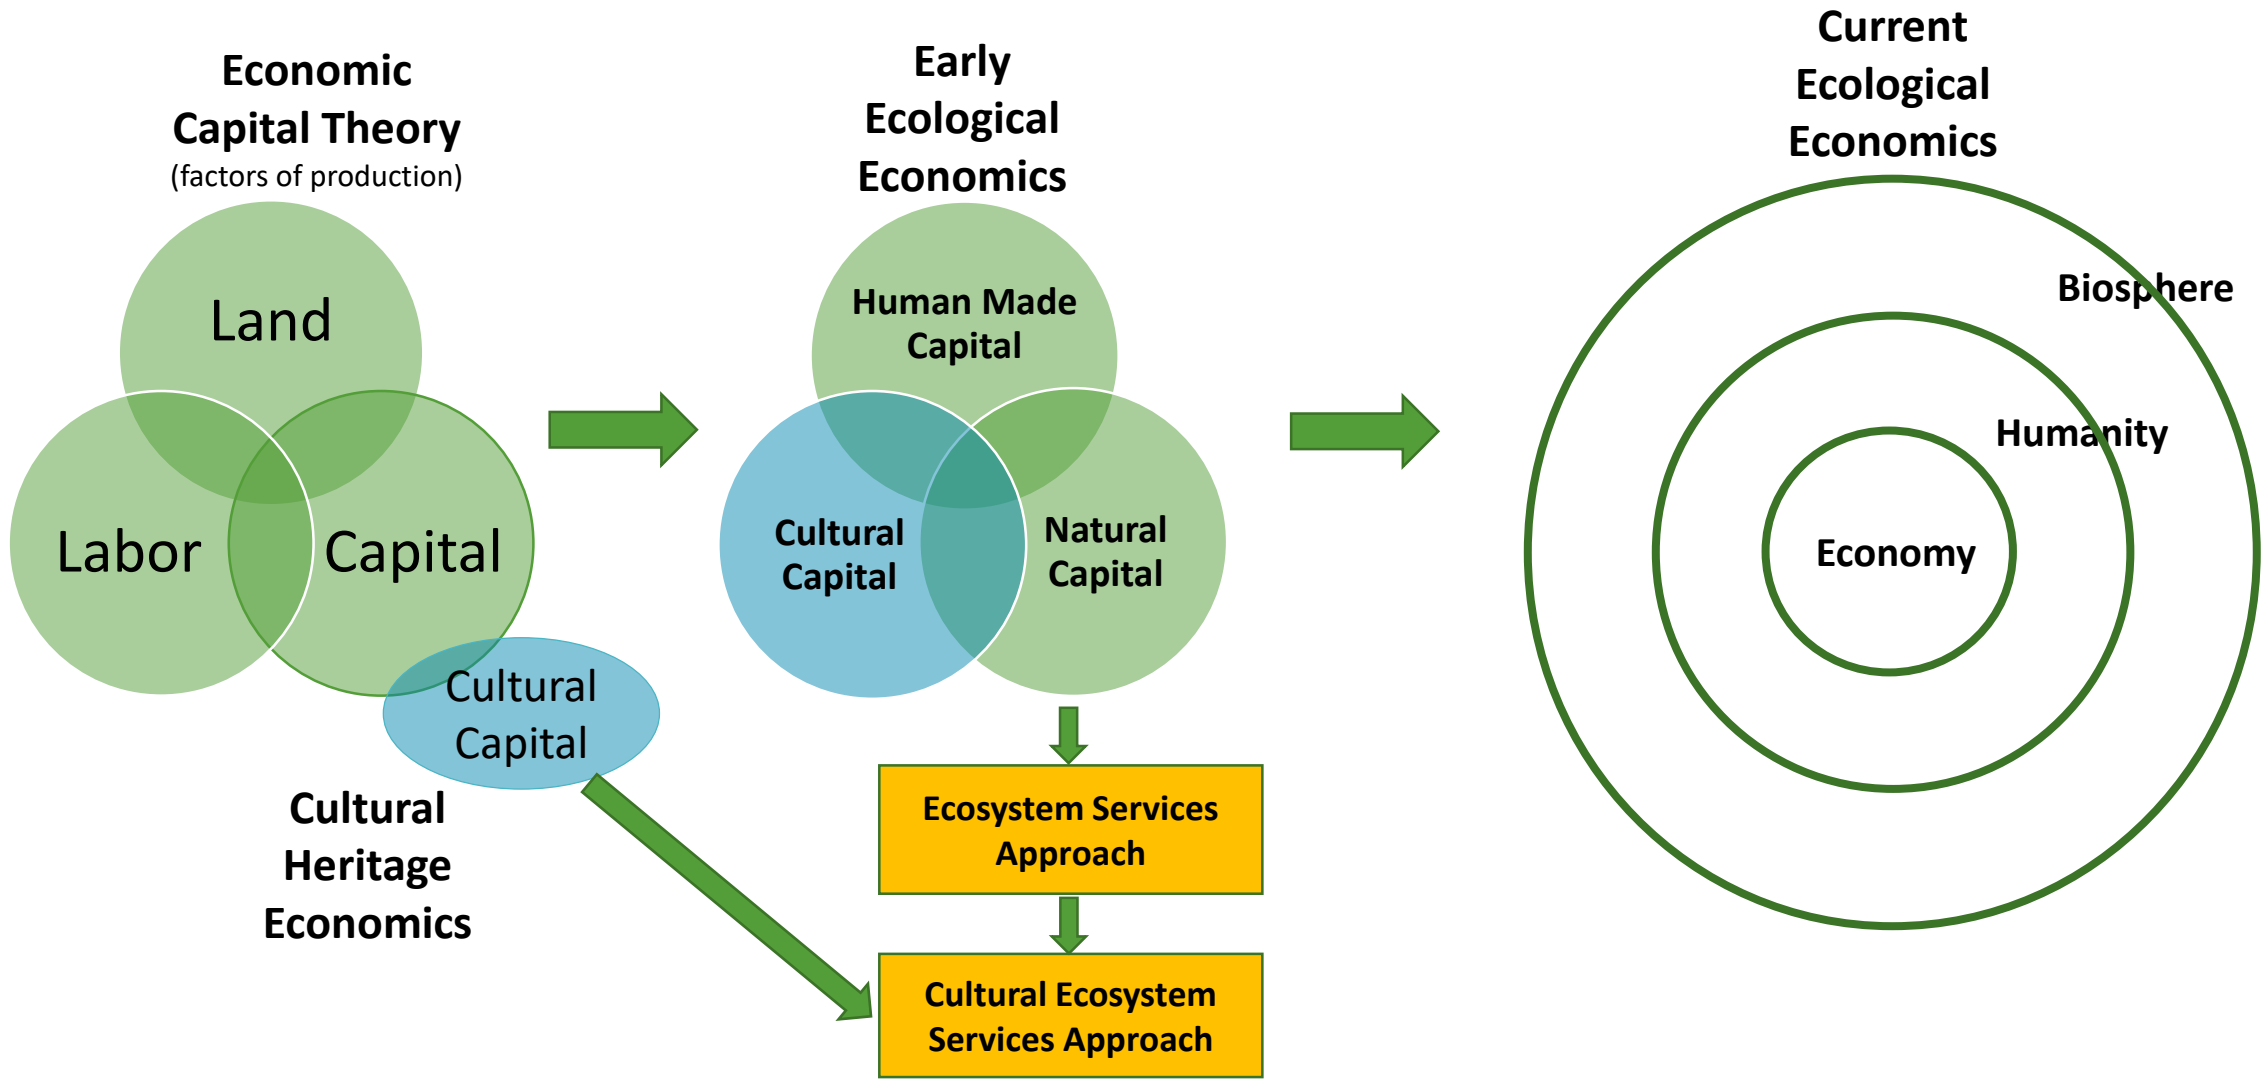 Economic
Capital Theory
(factors of production)
Land
Labor
Capital
Cultural
Capital
Cultural
Heritage
Economics
Early
Ecological
Economics
Human Made
Capital
Cultural
Capital
Natural
Capital
Ecosystem Services
Approach
Cultural Ecosystem
Services Approach
Current
Ecological
Economics
Biosphere
Humanity
Economy